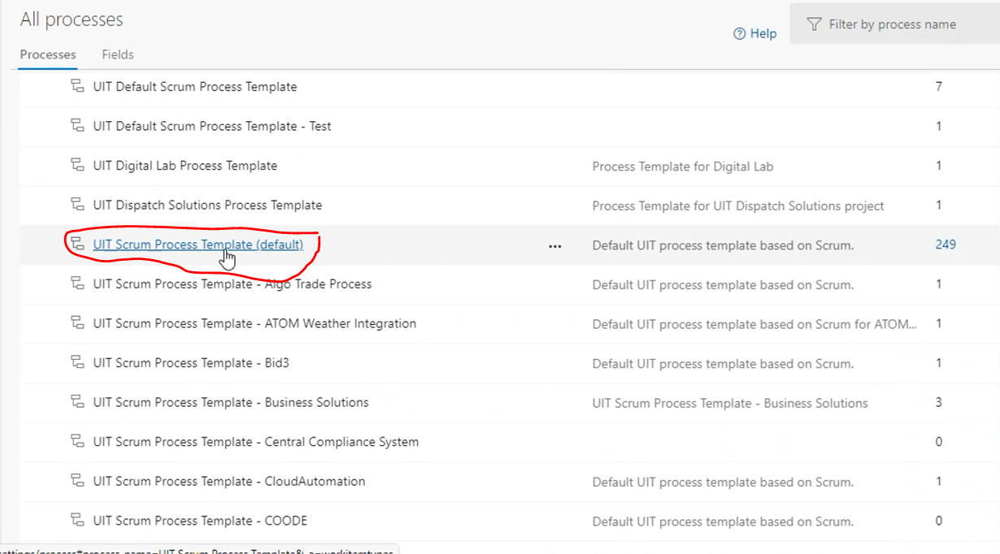 All processes
Help
Filter by process name
Processes Fields
UIT Default Scrum Process Template 7
UIT Default Scrum Process Template - Test 1
UIT Digital Lab Process Template Process Template for Digital Lab 1
UIT Dispatch Solutions Process Template Process Template for UIT Dispatch Solutions project 1
UIT Scrum Process Template (default) ... Default UIT process template based on Scrum. 249
UIT Scrum Process Template - Algo Trade Process Default UIT process template based on Scrum. 1
UIT Scrum Process Template - ATOM Weather Integration Default UIT process template based on Scrum for ATOM... 1
UIT Scrum Process Template - Bid3 Default UIT process template based on Scrum. 1
UIT Scrum Process Template - Business Solutions UIT Scrum Process Template - Business Solutions 3
UIT Scrum Process Template - Central Compliance System 0
UIT Scrum Process Template - CloudAutomation Default UIT process template based on Scrum. 1
UIT Scrum Process Template - COODE Default UIT process template based on Scrum. 0
settings/process#process-name=UIT Scrum Process Template&